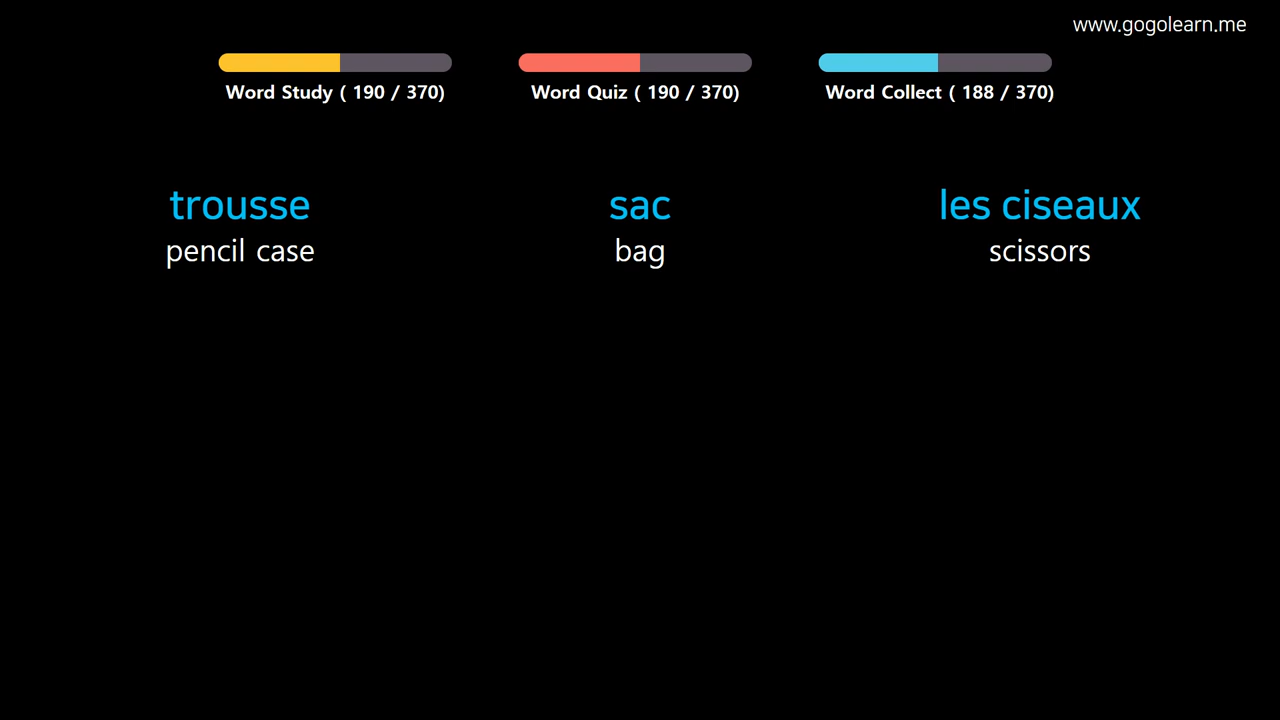 www.gogolearn.me
Word Study ( 190 / 370)
Word Quiz ( 190 / 370)
Word Collect ( 188 / 370)
trousse
pencil case
sac
bag
les ciseaux
scissors